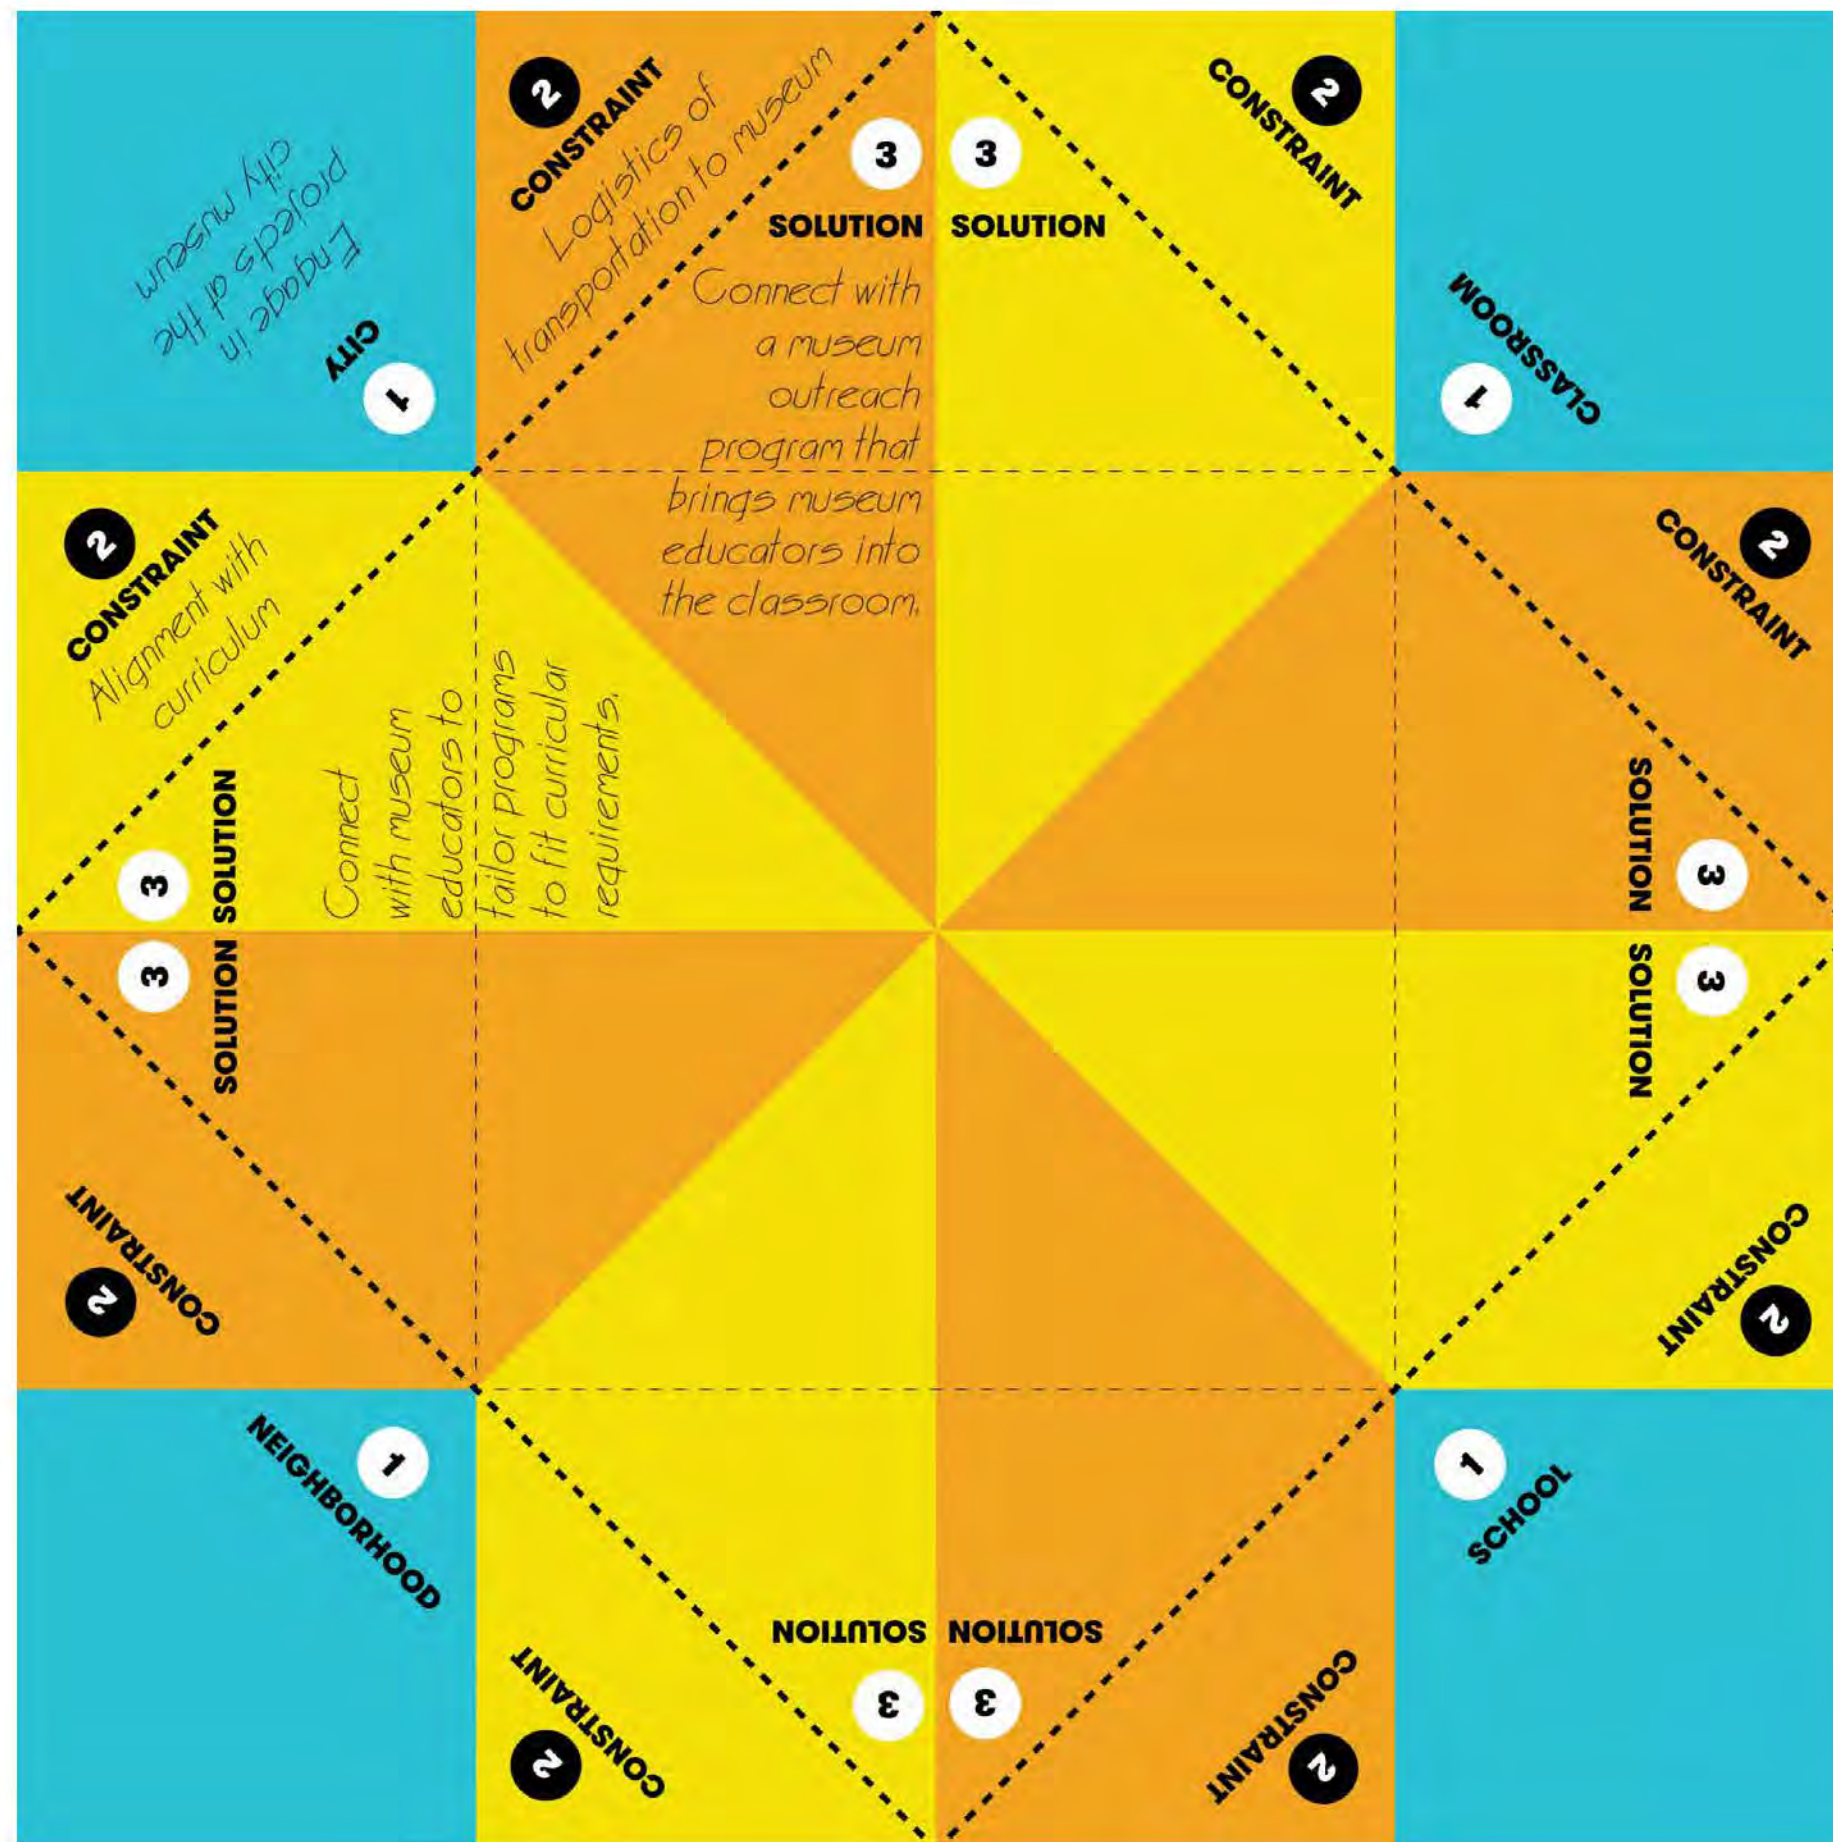 1
CITY
Engage in
projects at the
city museum
2
CONSTRAINT
Logistics of
transportation to museum
3
SOLUTION
Connect with
a museum
outreach
program that
brings museum
educators into
the classroom.
3
SOLUTION
2
CONSTRAINT
1
CLASSROOM
2
CONSTRAINT
Alignment with
curriculum
3
SOLUTION
Connect
with museum
educators to
tailor programs
to fit curricular
requirements.
2
CONSTRAINT
3
SOLUTION
3
SOLUTION
2
CONSTRAINT
3
SOLUTION
2
CONSTRAINT
1
NEIGHBORHOOD
2
CONSTRAINT
3
SOLUTION
3
SOLUTION
2
CONSTRAINT
1
SCHOOL